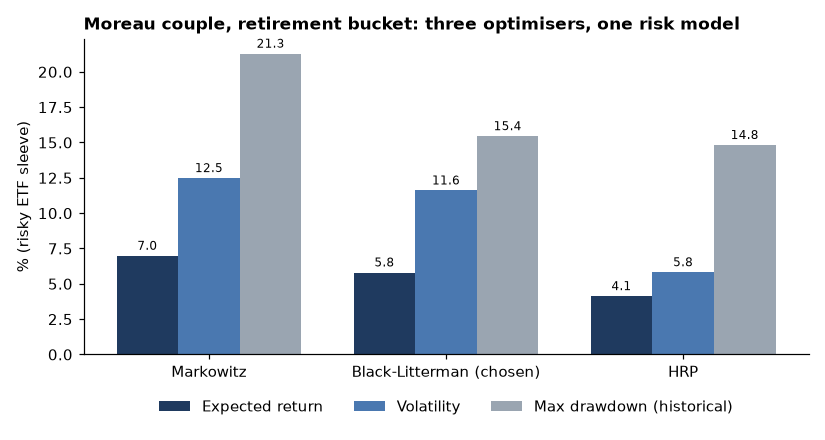 Moreau couple, retirement bucket: three optimisers, one risk model
% (risky ETF sleeve)
20.0
17.5
15.0
12.5
10.0
7.5
5.0
2.5
0.0
7.0
12.5
21.3
5.8
11.6
15.4
4.1
5.8
14.8
Markowitz
Black-Litterman (chosen)
HRP
Expected return
Volatility
Max drawdown (historical)